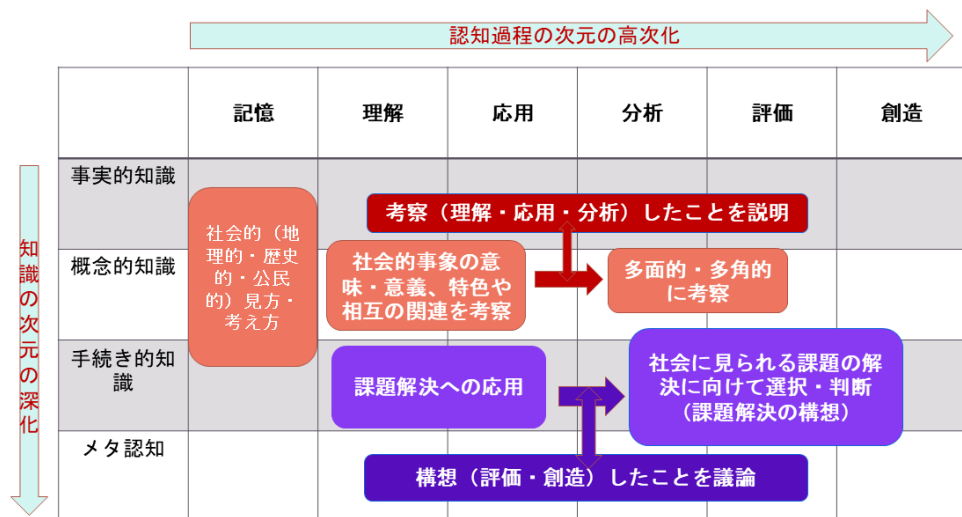 認知過程の次元の高次化
記憶
理解
応用
分析
評価
創造
知識の次元の深化
事実的知識
概念的知識
手続き的知
識
メタ認知
社会的（地
理的・歴史
的・公民
的）見方・
考え方
考察（理解・応用・分析）したことを説明
社会的事象の意
味・意義、特色や
相互の関連を考察
多面的・多角的
に考察
課題解決への応用
社会に見られる課題の解
決に向けて選択・判断
（課題解決の構想）
構想（評価・創造）したことを議論